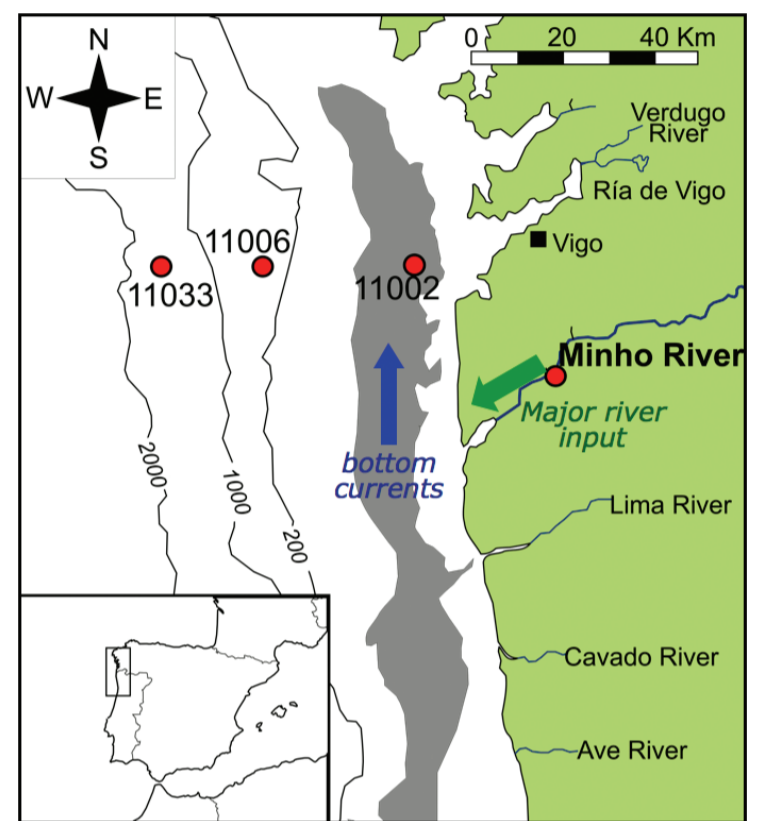 N
W
E
S
0 20 40 Km
Verdugo
River
Ría de Vigo
Vigo
11006
11033
11002
Minho River
Major river
input
bottom
currents
2000
1000
200
Lima River
Cavado River
Ave River